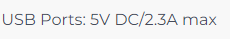 USB Ports: 5V DC/2.3A max